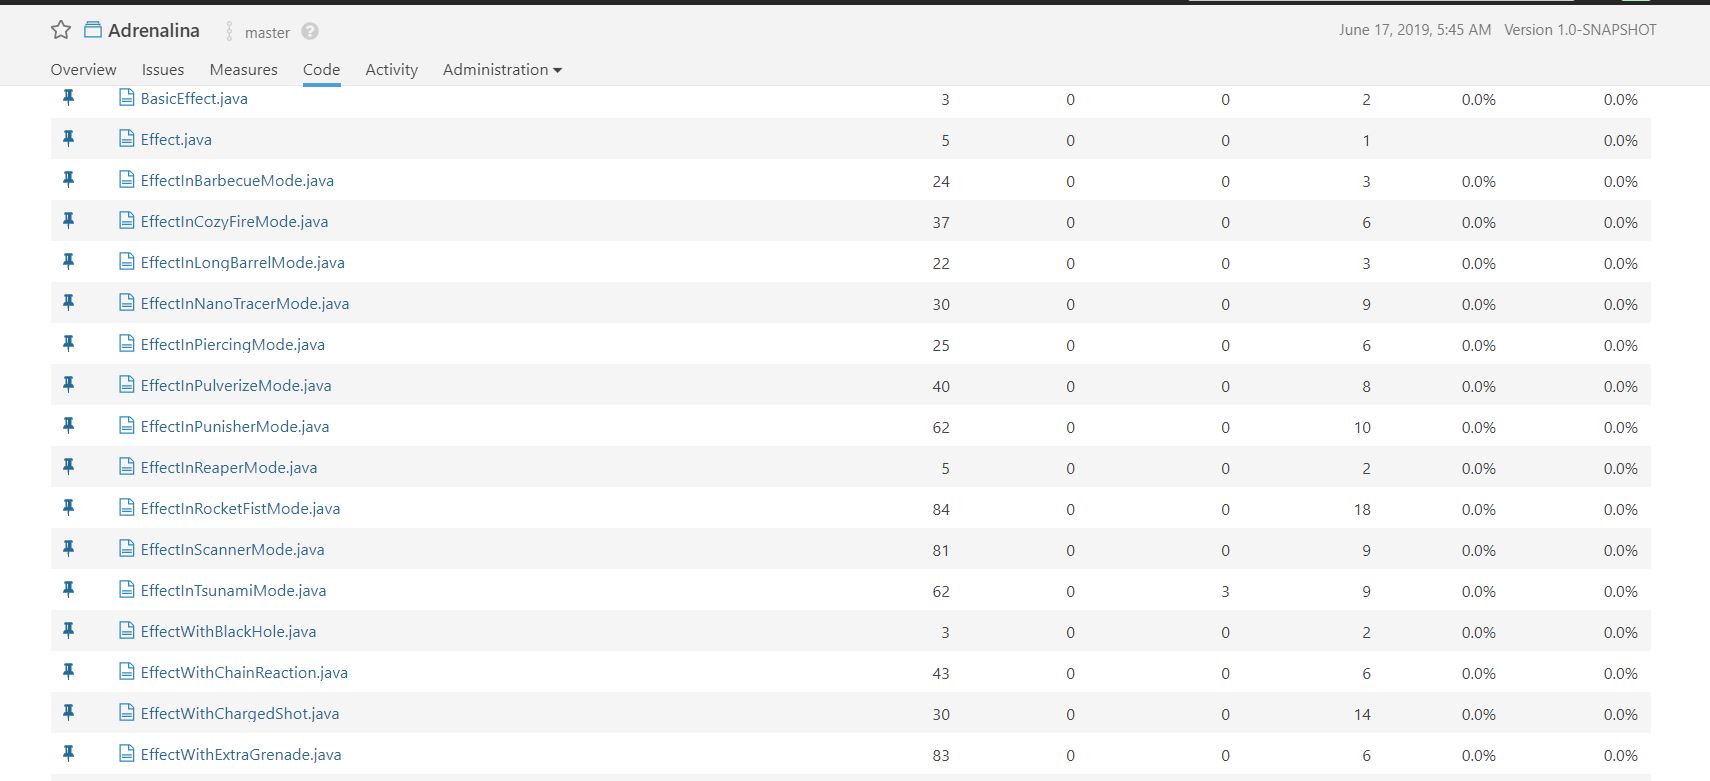 Adrenalina master ? June 17, 2019, 5:45 AM Version 1.0-SNAPSHOT
Overview Issues Measures Code Activity Administration
BasicEffect.java 3 0 0 2 0.0% 0.0%
Effect.java 5 0 0 1 0.0%
EffectInBarbecueMode.java 24 0 0 3 0.0% 0.0%
EffectInCozyFireMode.java 37 0 0 6 0.0% 0.0%
EffectInLongBarrelMode.java 22 0 0 3 0.0% 0.0%
EffectInNanoTracerMode.java 30 0 0 9 0.0% 0.0%
EffectInPiercingMode.java 25 0 0 6 0.0% 0.0%
EffectInPulverizeMode.java 40 0 0 8 0.0% 0.0%
EffectInPunisherMode.java 62 0 0 10 0.0% 0.0%
EffectInReaperMode.java 5 0 0 2 0.0% 0.0%
EffectInRocketFistMode.java 84 0 0 18 0.0% 0.0%
EffectInScannerMode.java 81 0 0 9 0.0% 0.0%
EffectInTsunamiMode.java 62 0 3 9 0.0% 0.0%
EffectWithBlackHole.java 3 0 0 2 0.0% 0.0%
EffectWithChainReaction.java 43 0 0 6 0.0% 0.0%
EffectWithChargedShot.java 30 0 0 14 0.0% 0.0%
EffectWithExtraGrenade.java 83 0 0 6 0.0% 0.0%